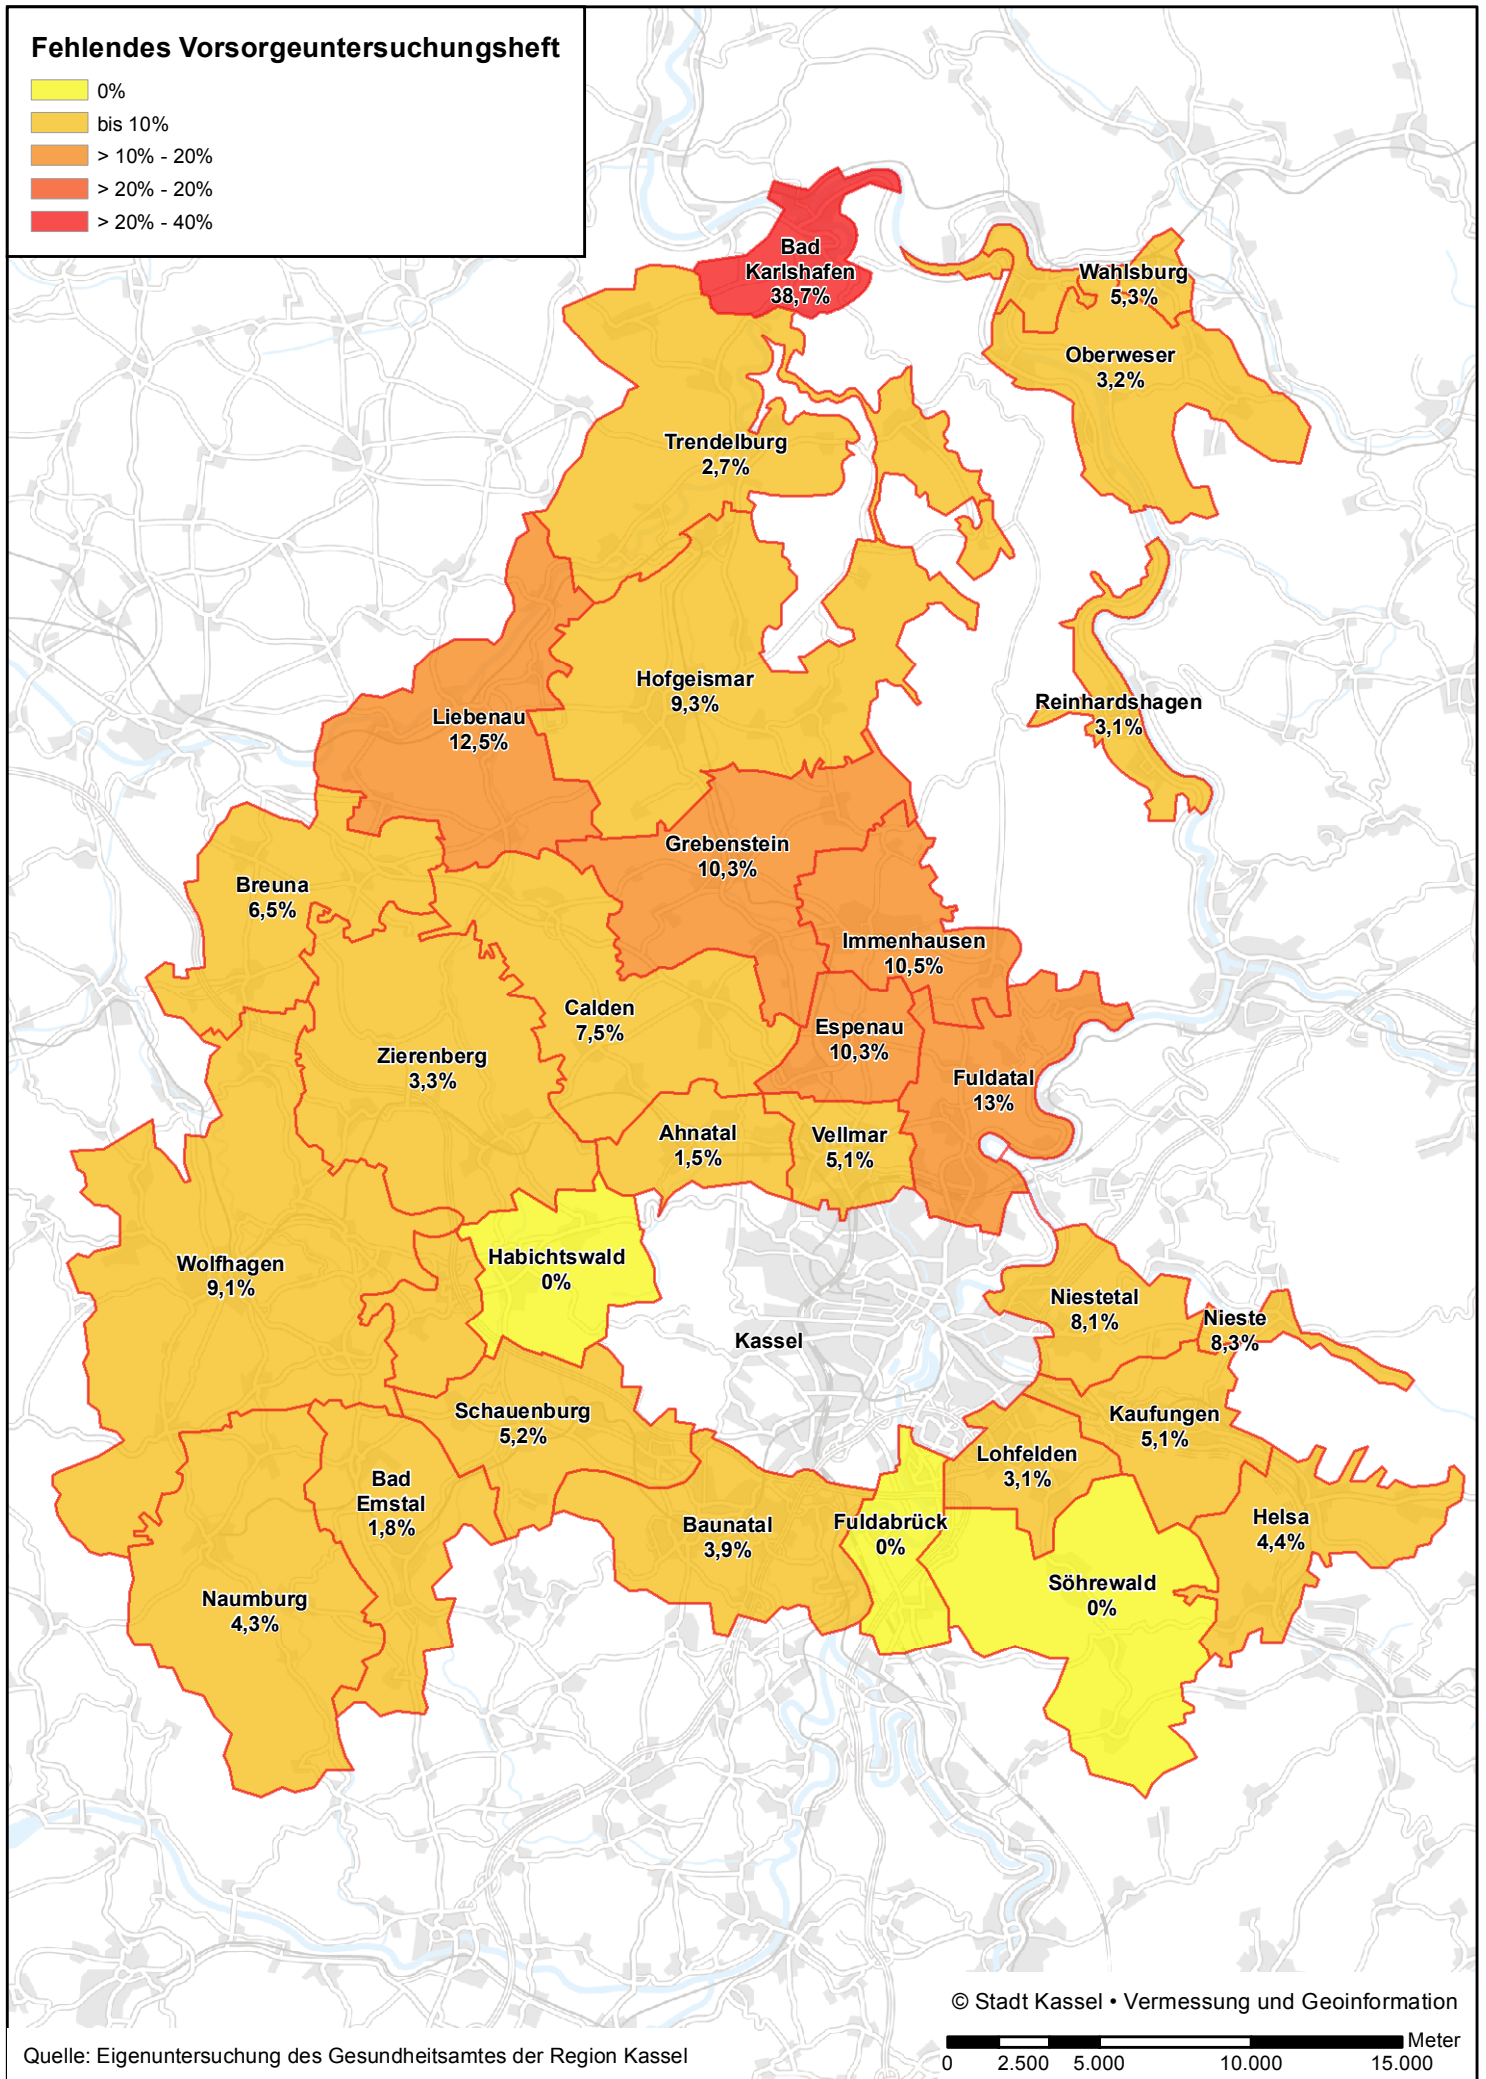 Fehlendes Vorsorgeuntersuchungsheft
0%
bis 10%
> 10% - 20%
> 20% - 20%
> 20% - 40%
Bad
Karlshafen
38,7%
Wahlsburg
5,3%
Oberweser
3,2%
Trendelburg
2,7%
Hofgeismar
9,3%
Reinhardshagen
3,1%
Liebenau
12,5%
Grebenstein
10,3%
Breuna
6,5%
Immenhausen
10,5%
Calden
7,5%
Espenau
10,3%
Zierenberg
3,3%
Fuldatal
13%
Ahnatal
1,5%
Vellmar
5,1%
Habichtswald
0%
Wolfhagen
9,1%
Niestetal
8,1%
Nieste
8,3%
Kassel
Schauenburg
5,2%
Kaufungen
5,1%
Lohfelden
3,1%
Bad
Emstal
1,8%
Baunatal
3,9%
Fuldabrück
0%
Helsa
4,4%
Söhrewald
0%
Naumburg
4,3%
© Stadt Kassel • Vermessung und Geoinformation
Meter
0 2.500 5.000 10.000 15.000
Quelle: Eigenuntersuchung des Gesundheitsamtes der Region Kassel